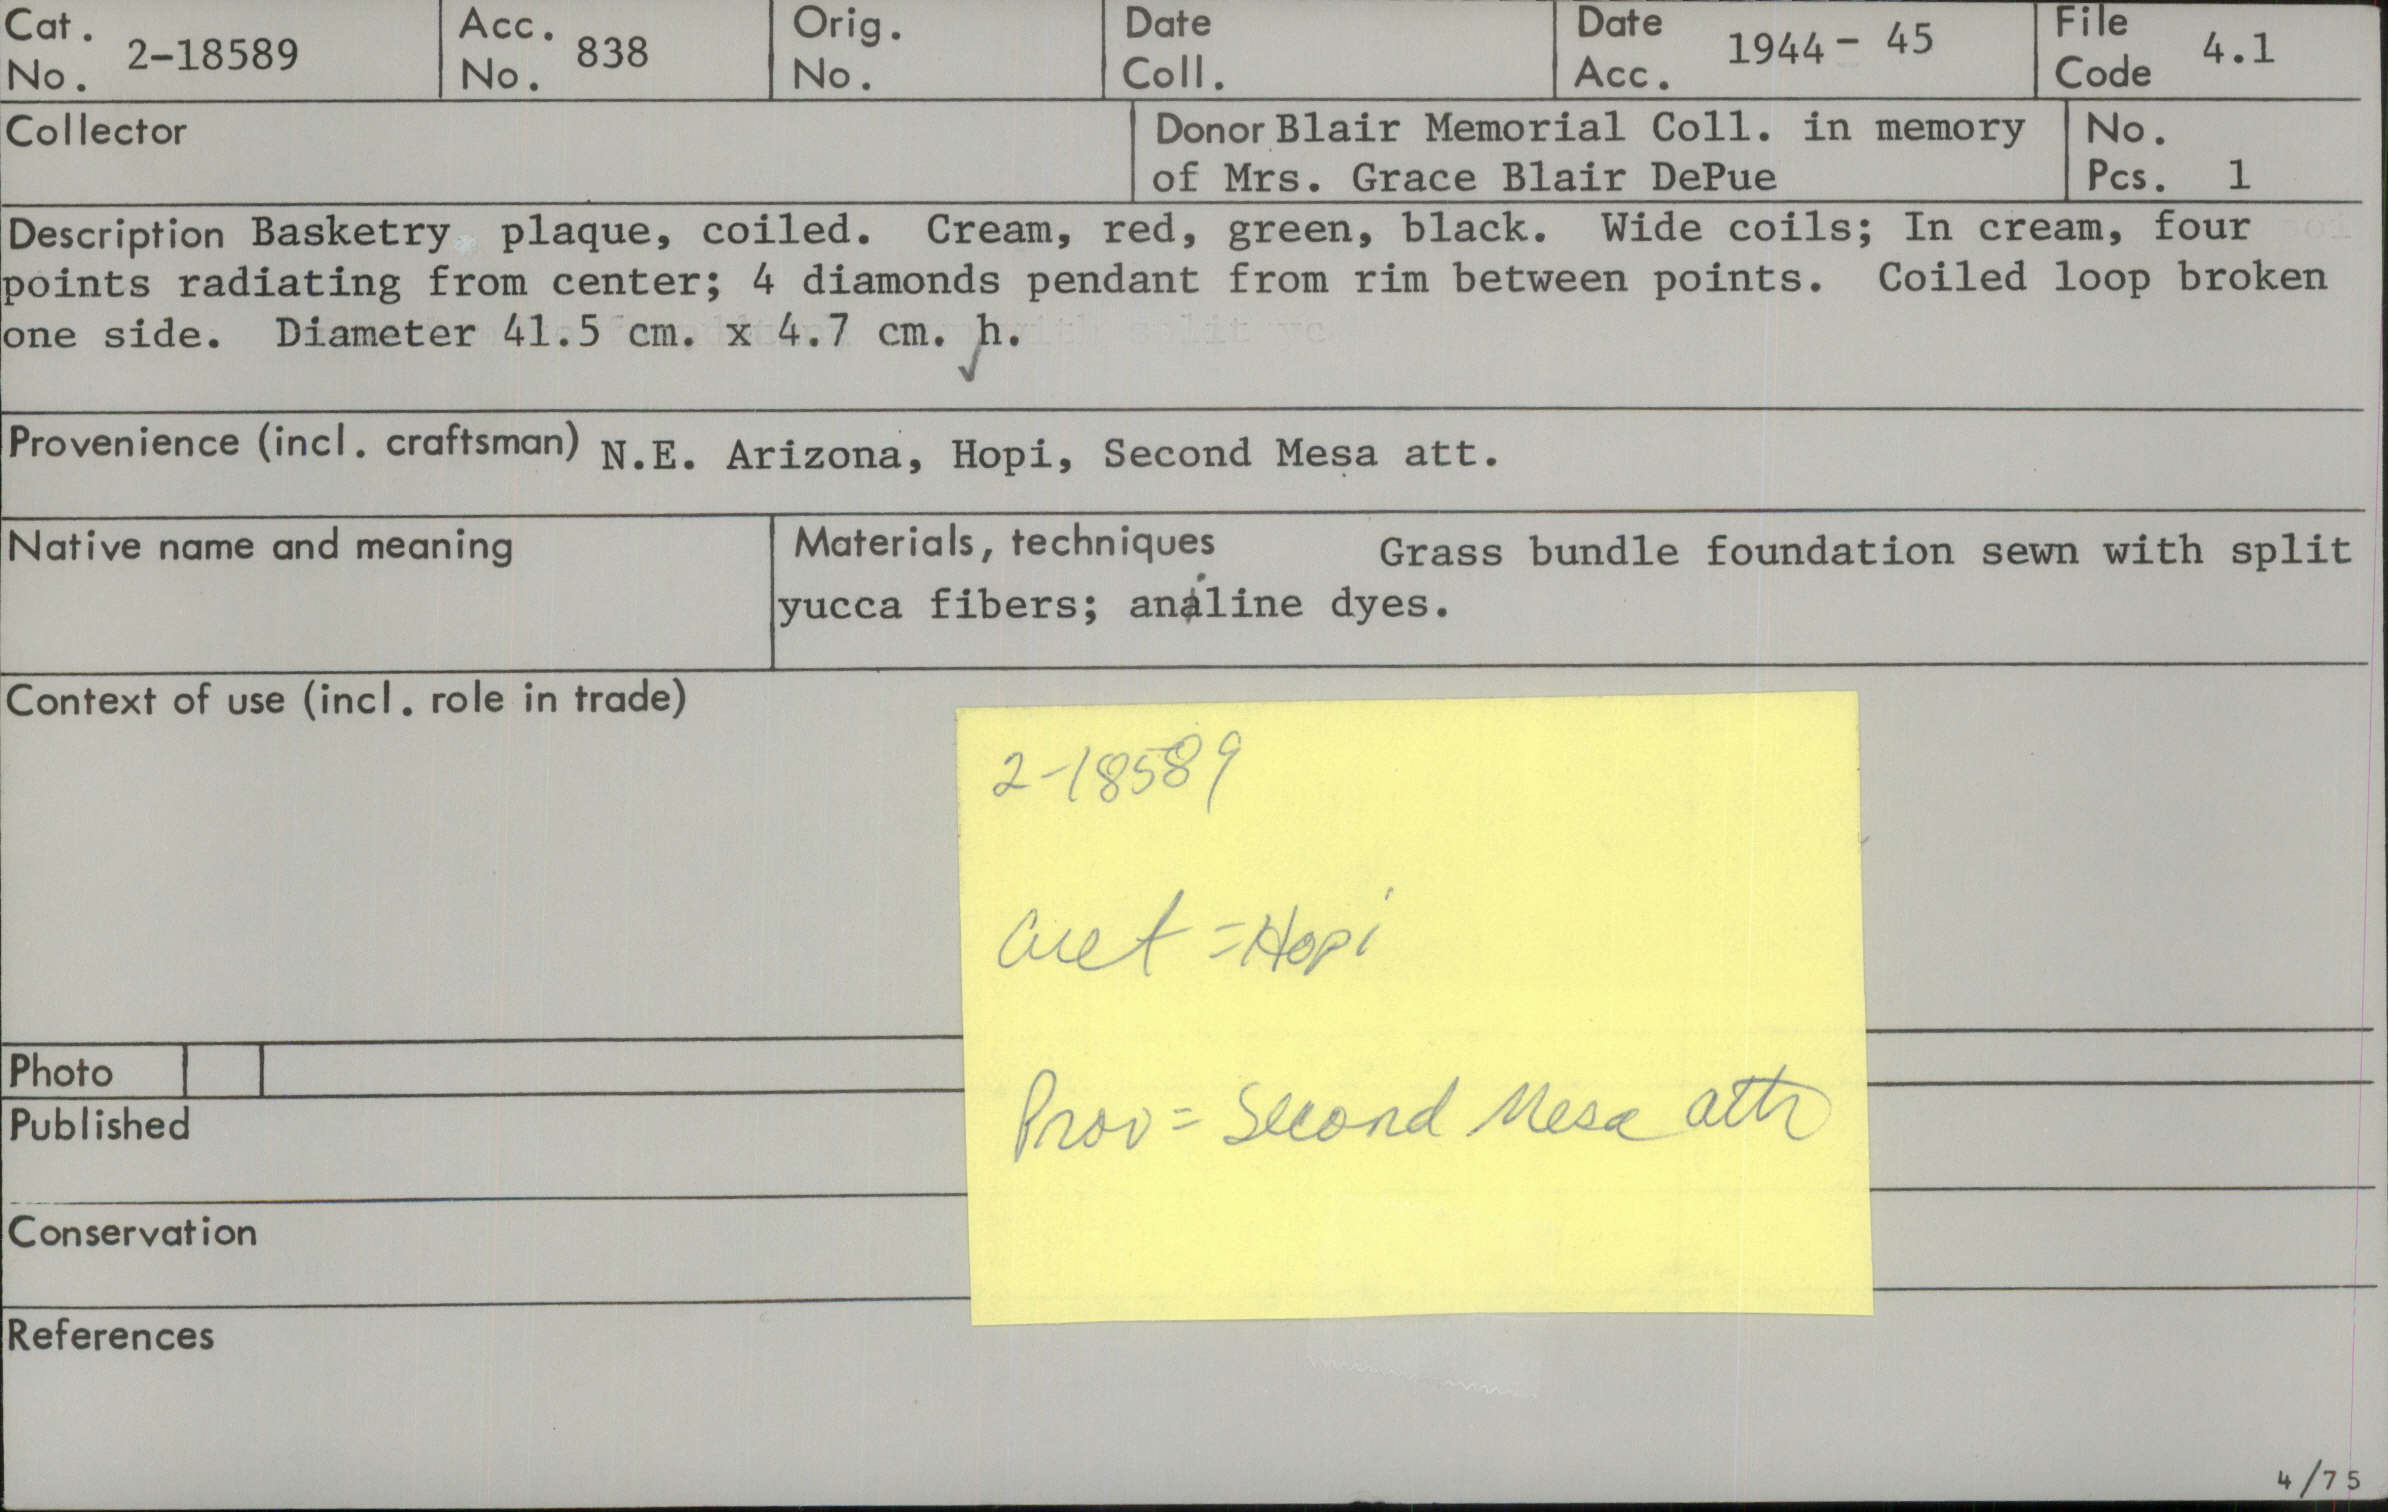 Cat. No. 2-18589
Acc. No. 838
Orig. No.
Date Coll.
Date Acc. 1944- 45
File Code 4.1
Collector
Donor Blair Memorial Coll. in memory
of Mrs. Grace Blair DePue
No. Pcs. 1
Description Basketry plaque, coiled. Cream, red, green, black. Wide coils; In cream, four
points radiating from center; 4 diamonds pendant from rim between points. Coiled loop broken
one side. Diameter 41.5 cm. x 4.7 cm. h.
Provenience (incl. craftsman) N.E. Arizona, Hopi, Second Mesa att.
Native name and meaning
Materials, techniques Grass bundle foundation sewn with split
yucca fibers; aniline dyes.
Context of use (incl. role in trade)
2-18589
Cult = Hopi
Prov = Second Mesa attr
Photo
Published
Conservation
References
4/75